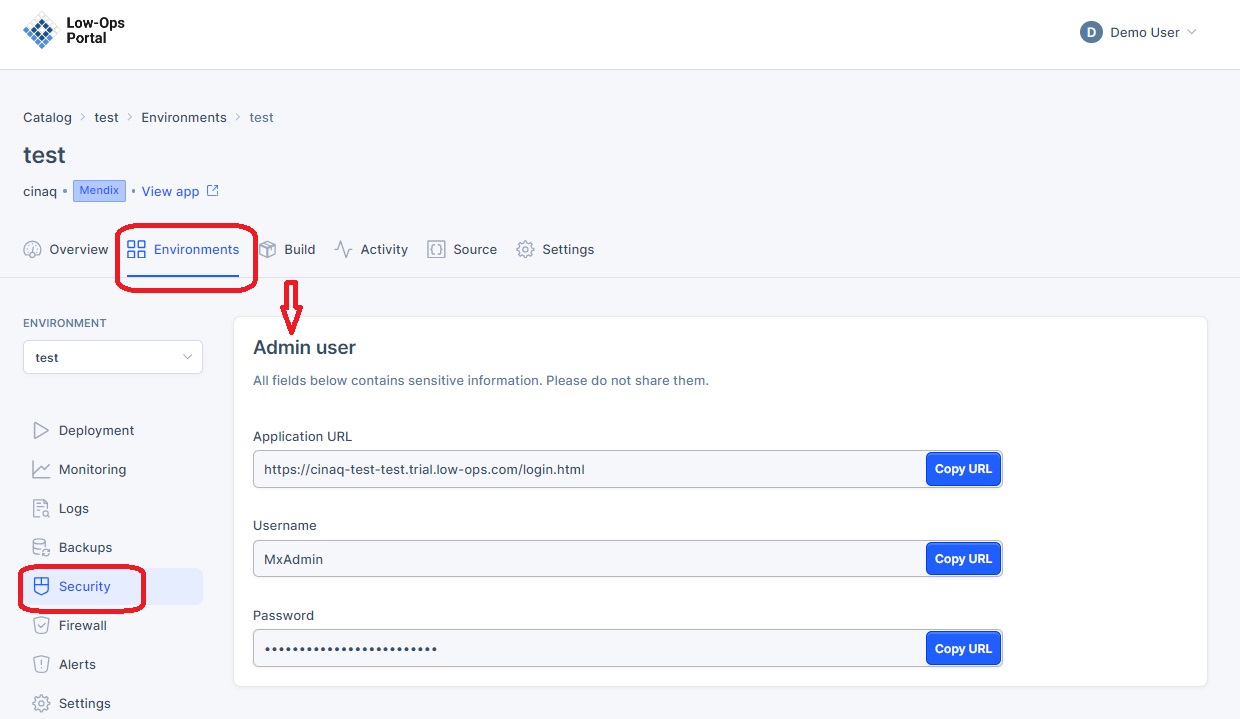 Low-Ops
Portal
D Demo User
Catalog > test > Environments > test
test
cinaq • Mendix • View app
Overview Environments Build Activity Source Settings
ENVIRONMENT
test
Deployment
Monitoring
Logs
Backups
Security
Firewall
Alerts
Settings
Admin user
All fields below contains sensitive information. Please do not share them.
Application URL
https://cinaq-test-test.trial.low-ops.com/login.html Copy URL
Username
MxAdmin Copy URL
Password
••••••••••••••••••••••••• Copy URL